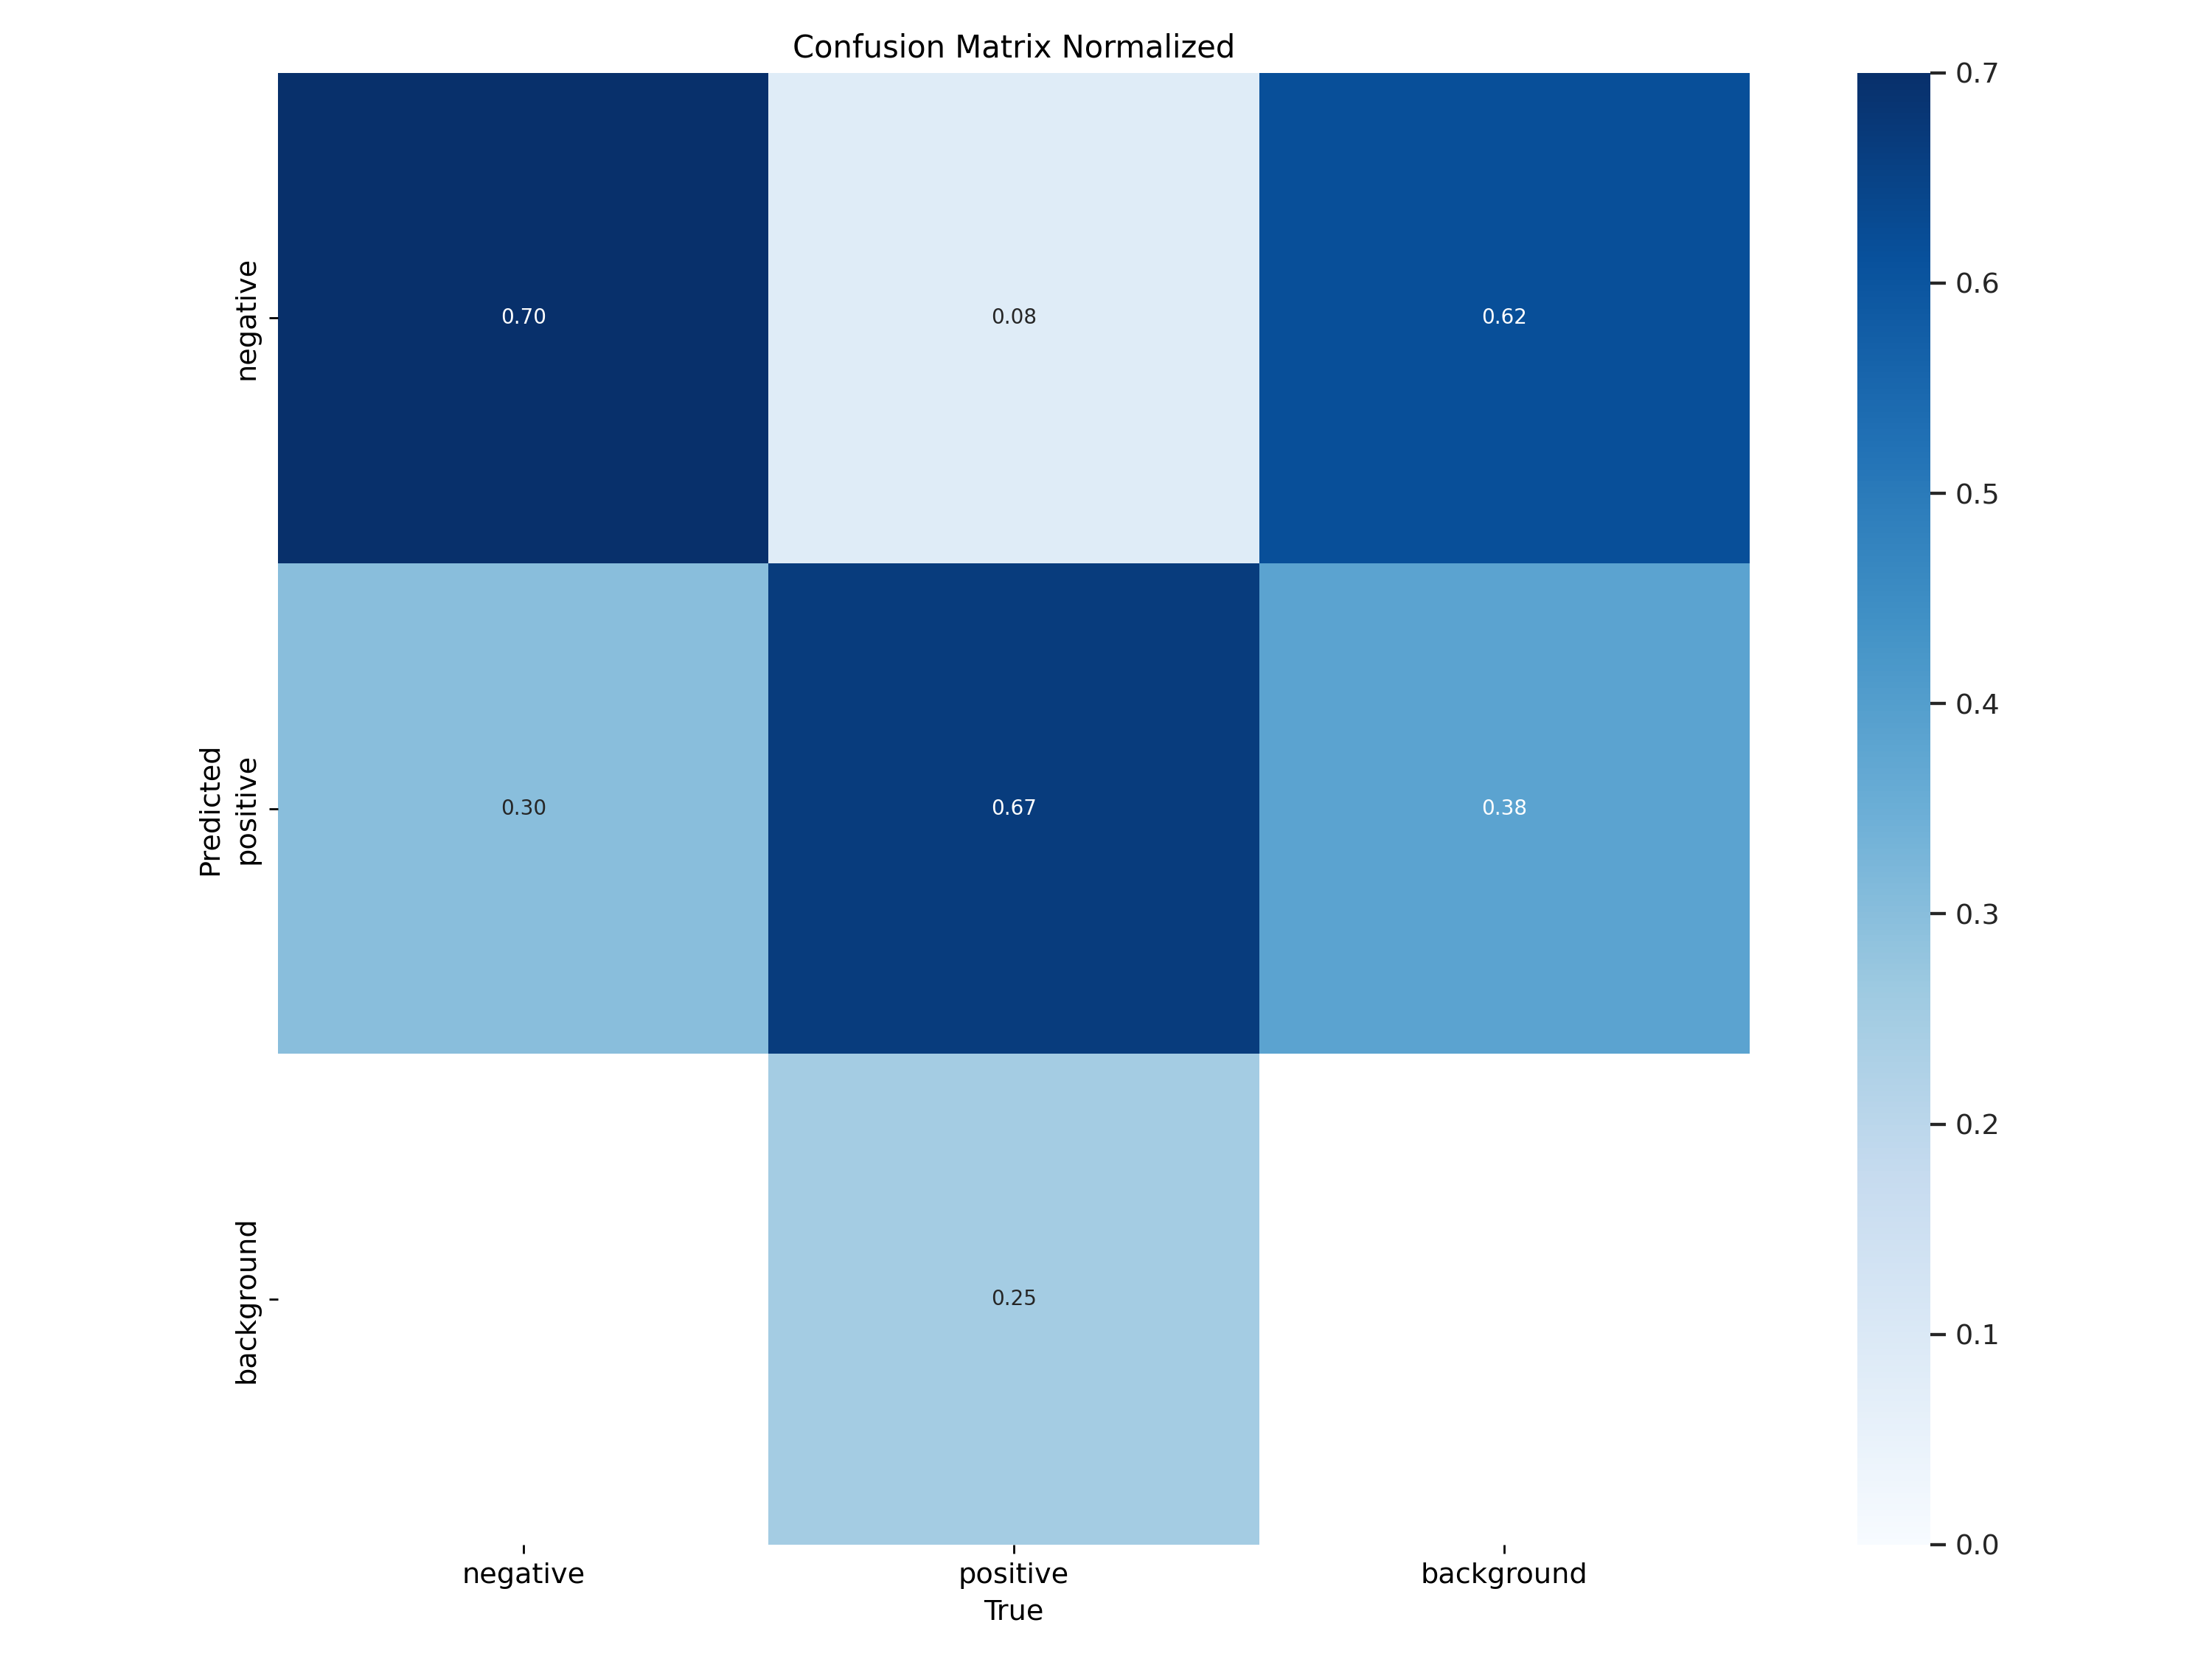 Confusion Matrix Normalized
negative
0.70
0.08
0.62
Predicted
positive
0.30
0.67
0.38
background
0.25
negative
positive
background
True
0.7
0.6
0.5
0.4
0.3
0.2
0.1
0.0